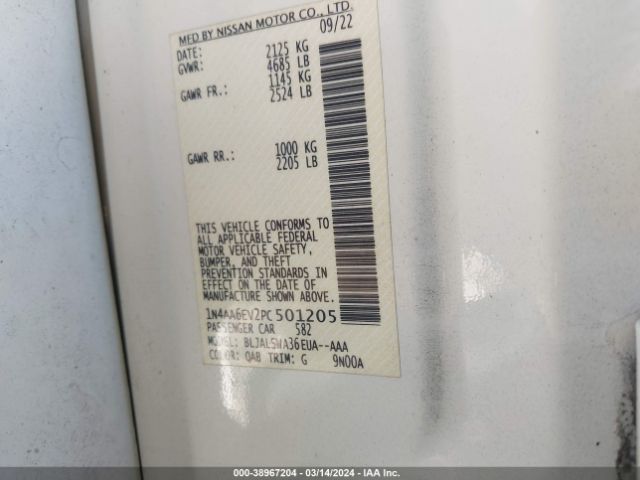 MFD BY NISSAN MOTOR CO., LTD.
09/22
DATE: 2125 KG
GVWR: 4685 LB
1145 KG
GAWR FR.: 2524 LB
1000 KG
GAWR RR.: 2205 LB
THIS VEHICLE CONFORMS TO
ALL APPLICABLE FEDERAL
MOTOR VEHICLE SAFETY,
BUMPER, AND THEFT
PREVENTION STANDARDS IN
EFFECT ON THE DATE OF
MANUFACTURE SHOWN ABOVE.
1N4AA6EV2PC501205
PASSENGER CAR 582
MODEL: BLJALSWA36EUA--AAA
COLOR: QAB TRIM: G 9N00A
000-38967204 - 03/14/2024 - IAA Inc.